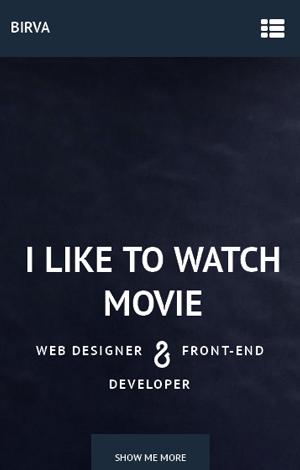 BIRVA
I LIKE TO WATCH
MOVIE
WEB DESIGNER & FRONT-END
DEVELOPER
SHOW ME MORE